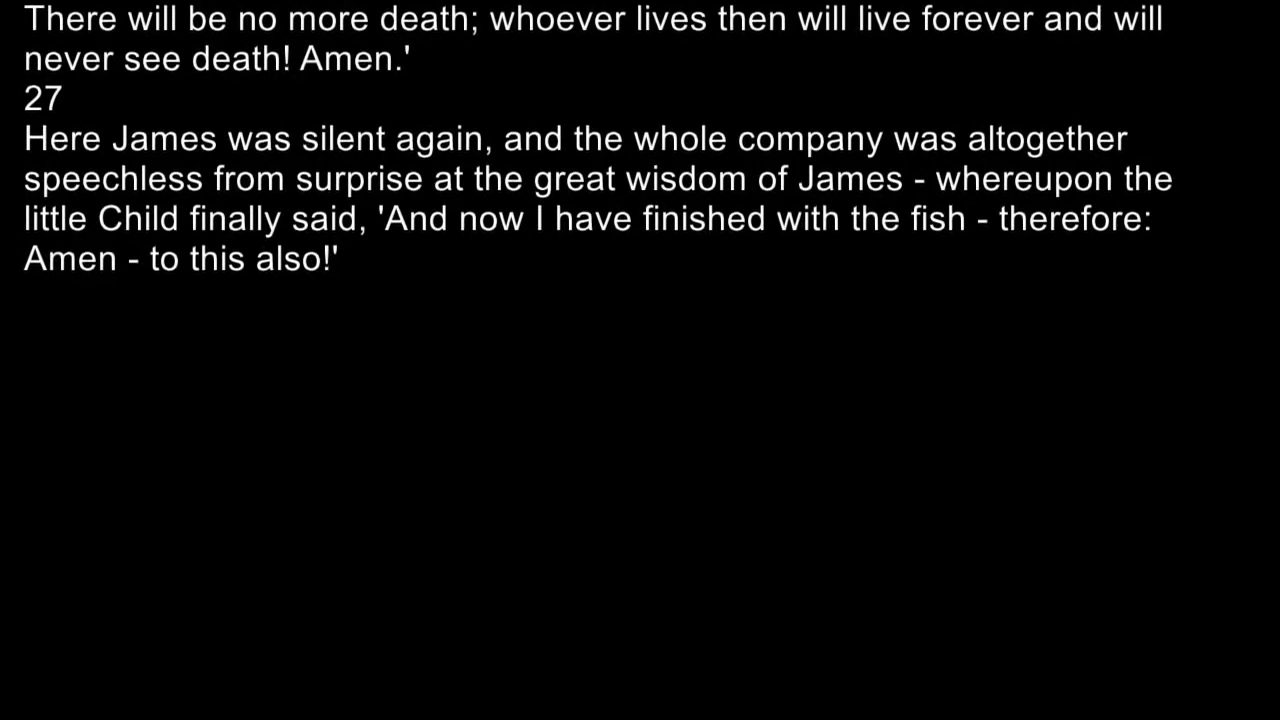 There will be no more death; whoever lives then will live forever and will
never see death! Amen.'
27
Here James was silent again, and the whole company was altogether
speechless from surprise at the great wisdom of James - whereupon the
little Child finally said, 'And now I have finished with the fish - therefore:
Amen - to this also!'